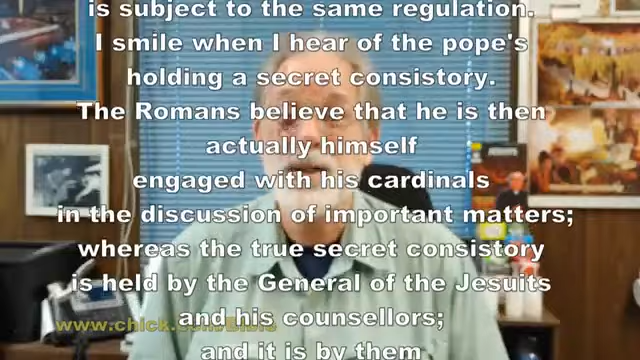 is subject to the same regulation.
I smile when I hear of the pope's
holding a secret consistory.
The Romans believe that he is then
actually himself
engaged with his cardinals
in the discussion of important matters;
whereas the true secret consistory
is held by the General of the Jesuits
and his counsellors;
www.chick.com
and it is by them